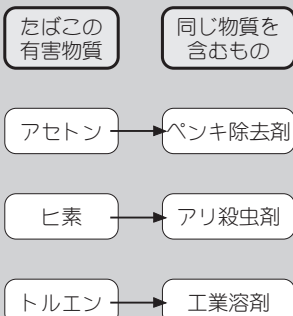 たばこの
有害物質
同じ物質を
含むもの
アセトン
ペンキ除去剤
ヒ素
アリ殺虫剤
トルエン
工業溶剤